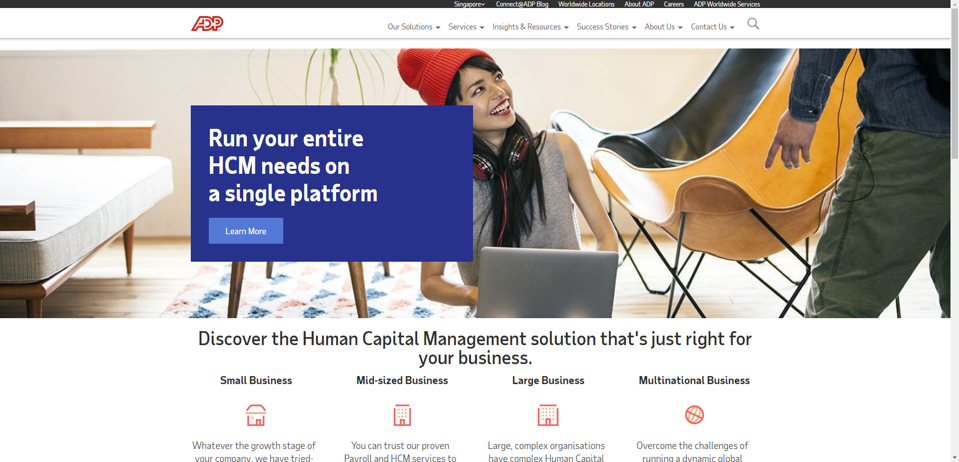 Singapore Connect@ADP Blog Worldwide Locations About ADP Careers ADP Worldwide Services
ADP
Our Solutions Services Insights & Resources Success Stories About Us Contact Us
Run your entire
HCM needs on
a single platform
Learn More
Discover the Human Capital Management solution that's just right for
your business.
Small Business
Mid-sized Business
Large Business
Multinational Business
Whatever the growth stage of
your company, we have tried-
You can trust our proven
Payroll and HCM services to
Large, complex organisations
have complex Human Capital
Overcome the challenges of
running a dynamic global